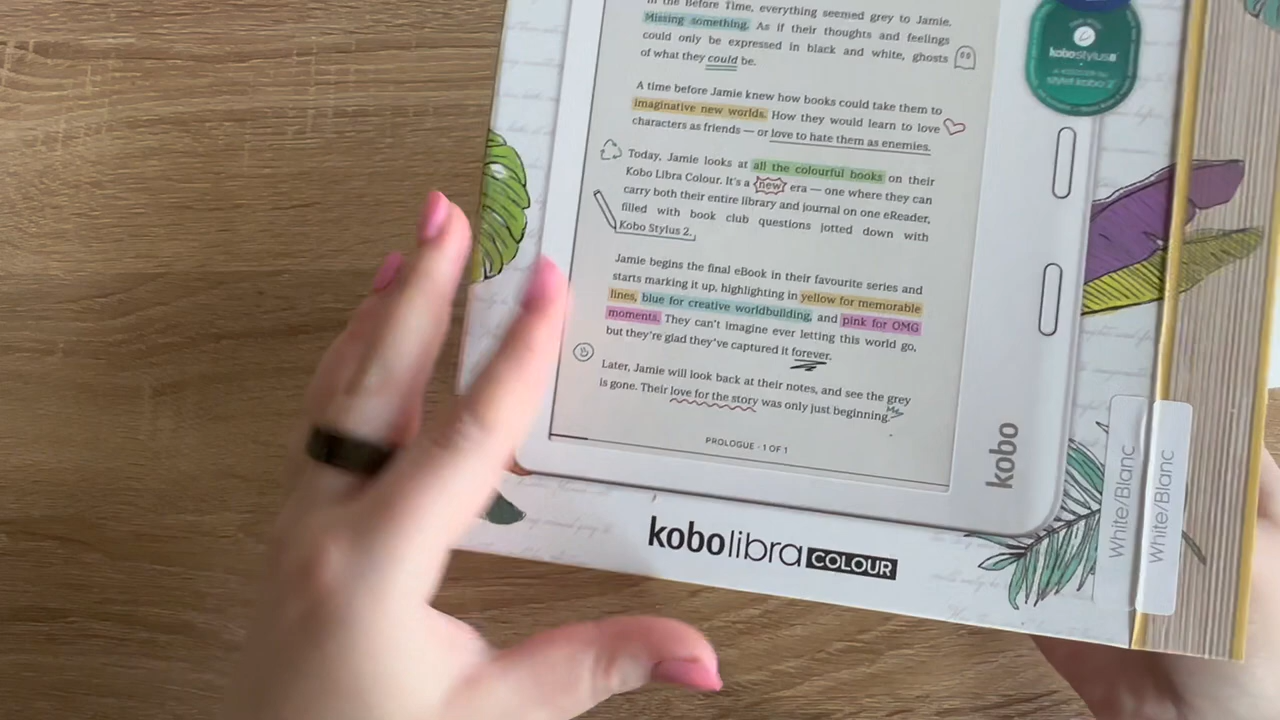 In the Before Time, everything seemed grey to Jamie.
Missing something. As if their thoughts and feelings
could only be expressed in black and white, ghosts
of what they could be.
A time before Jamie knew how books could take them to
imaginative new worlds. How they would learn to love
characters as friends — or love to hate them as enemies.
Today, Jamie looks at all the colourful books on their
Kobo Libra Colour. It's a new era — one where they can
carry both their entire library and journal on one eReader,
filled with book club questions jotted down with
Kobo Stylus 2.
Jamie begins the final eBook in their favourite series and
starts marking it up, highlighting in yellow for memorable
lines, blue for creative worldbuilding, and pink for OMG
moments. They can't imagine ever letting this world go,
but they're glad they've captured it forever.
Later, Jamie will look back at their notes, and see the grey
is gone. Their love for the story was only just beginning.
PROLOGUE - 1 OF 1
kobo
kobo libra COLOUR
kobo stylus 2
stylet kobo 2
White/Blanc
White/Blanc